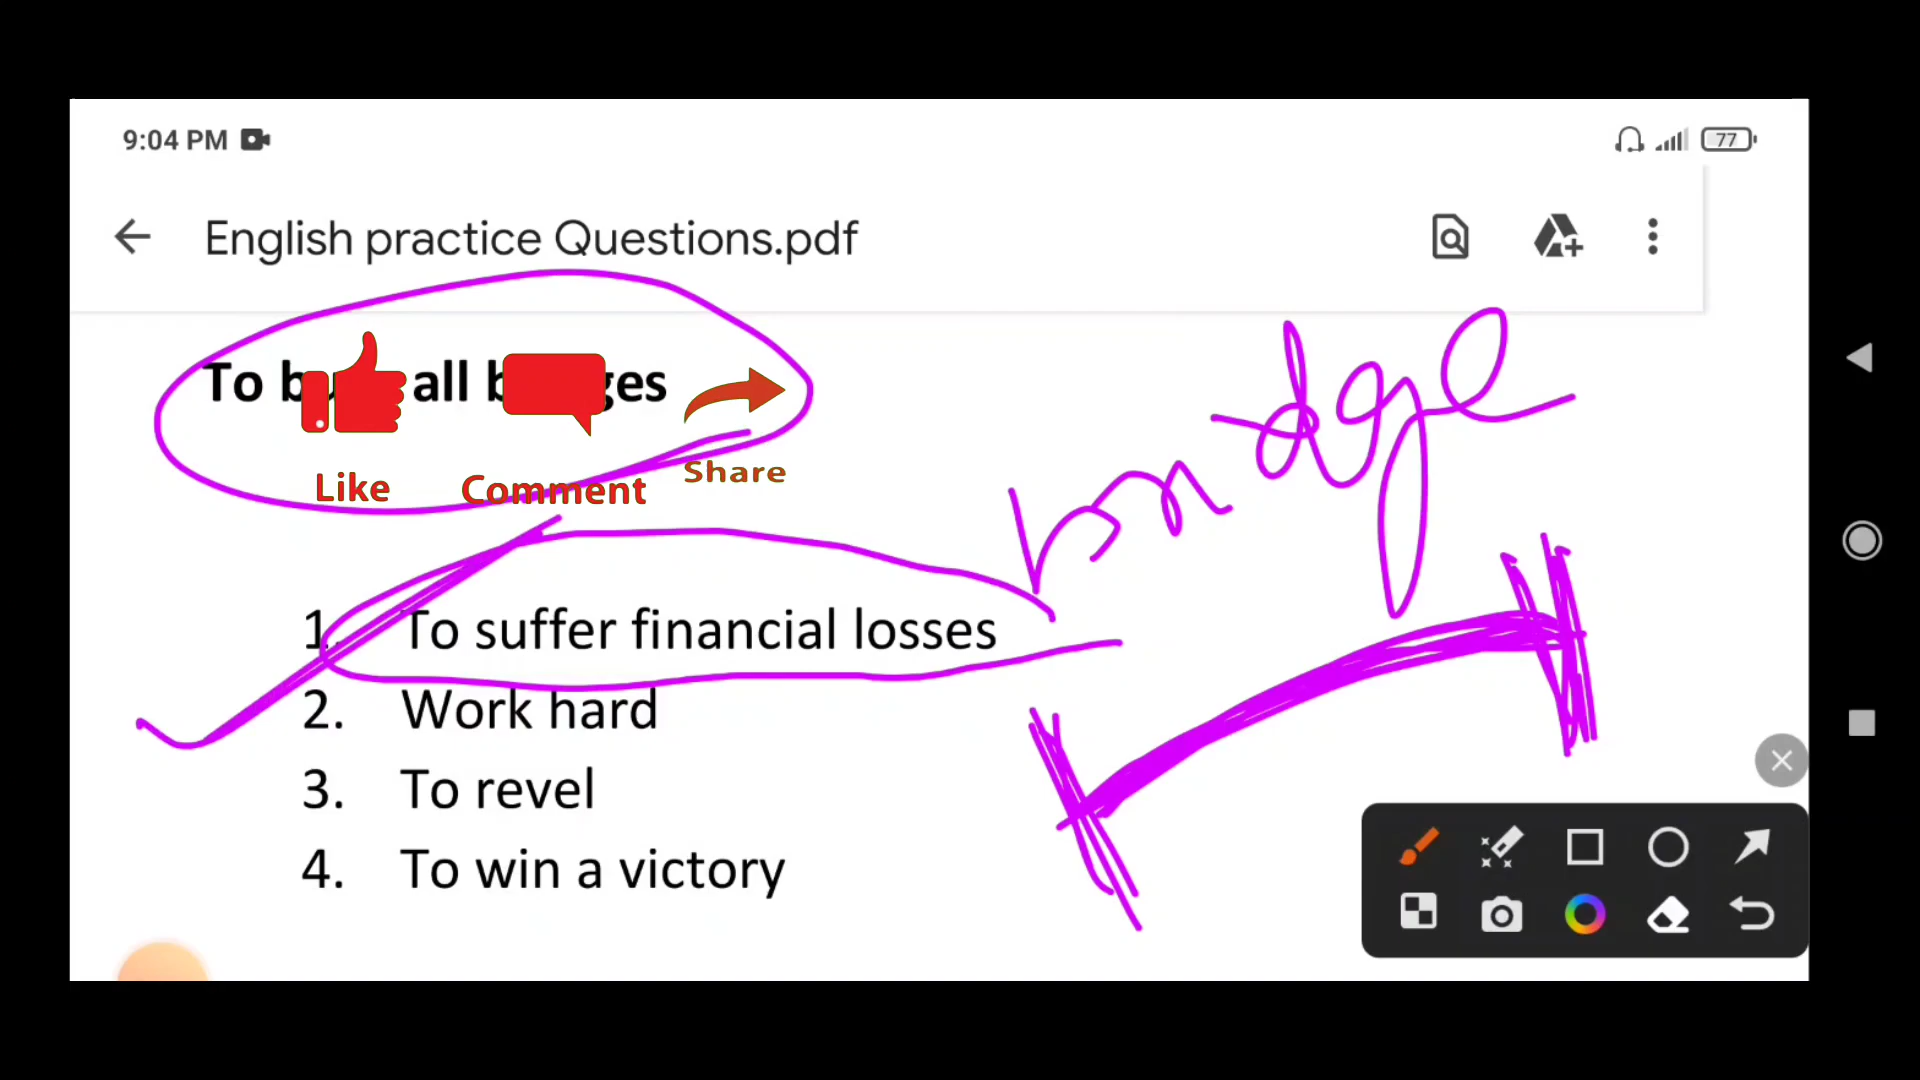 9:04 PM
77
English practice Questions.pdf
To all
Like Comment Share
bridge
1. To suffer financial losses
2. Work hard
3. To revel
4. To win a victory